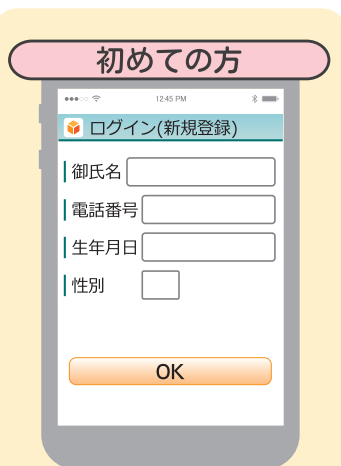 初めての方
12:45 PM
ログイン(新規登録)
御氏名
電話番号
生年月日
性別
OK